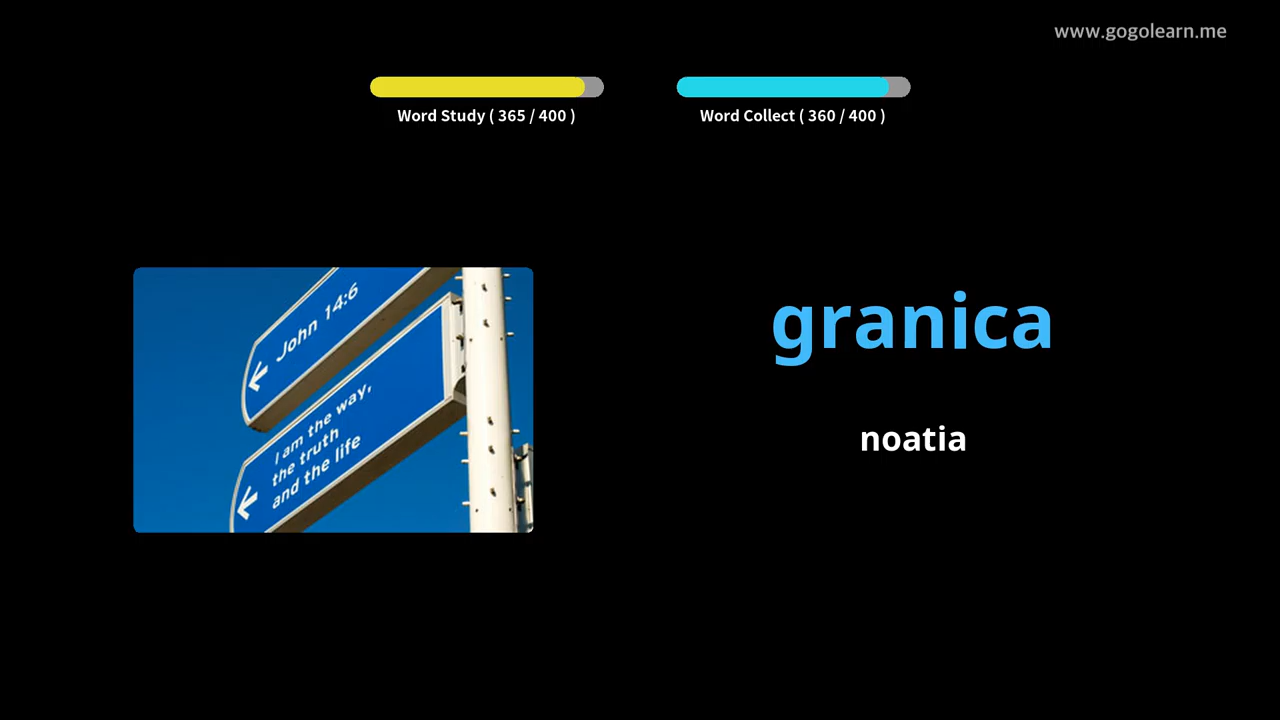 www.gogolearn.me
Word Study ( 365 / 400 )
Word Collect ( 360 / 400 )
John 14:6
I am the way,
the truth
and the life
granica
noatia